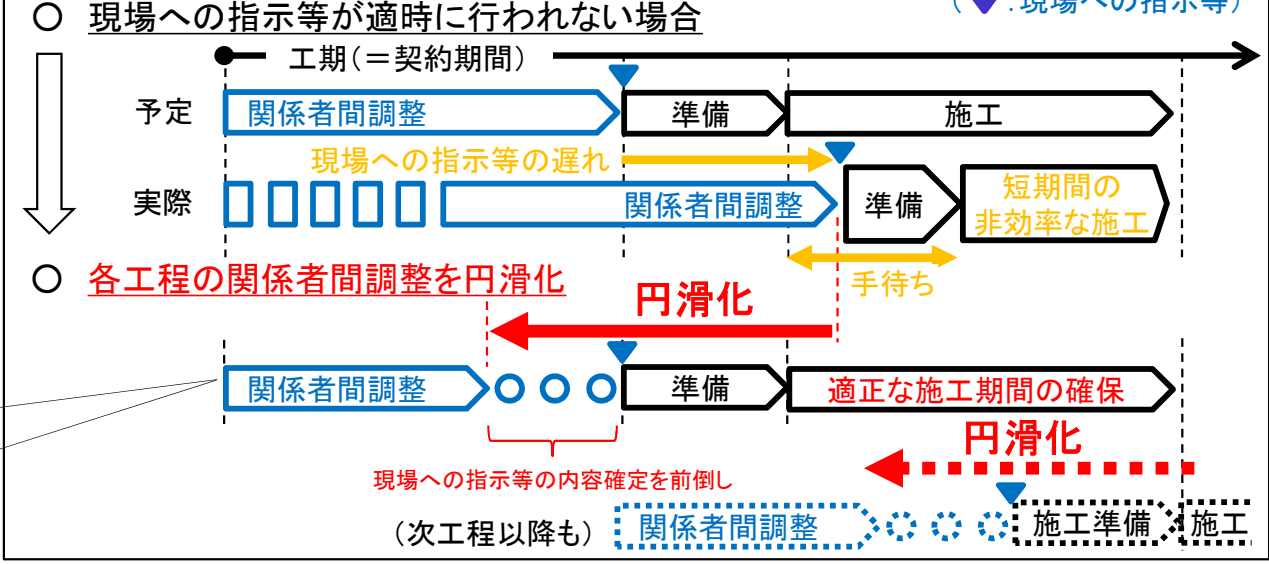 ○ 現場への指示等が適時に行われない場合
(▼:現場への指示等)
工期(=契約期間)
予定
関係者間調整
準備
施工
現場への指示等の遅れ
実際
関係者間調整
準備
短期間の
非効率な施工
手待ち
○ 各工程の関係者間調整を円滑化
円滑化
関係者間調整
準備
適正な施工期間の確保
円滑化
現場への指示等の内容確定を前倒し
(次工程以降も)
関係者間調整
施工準備
施工